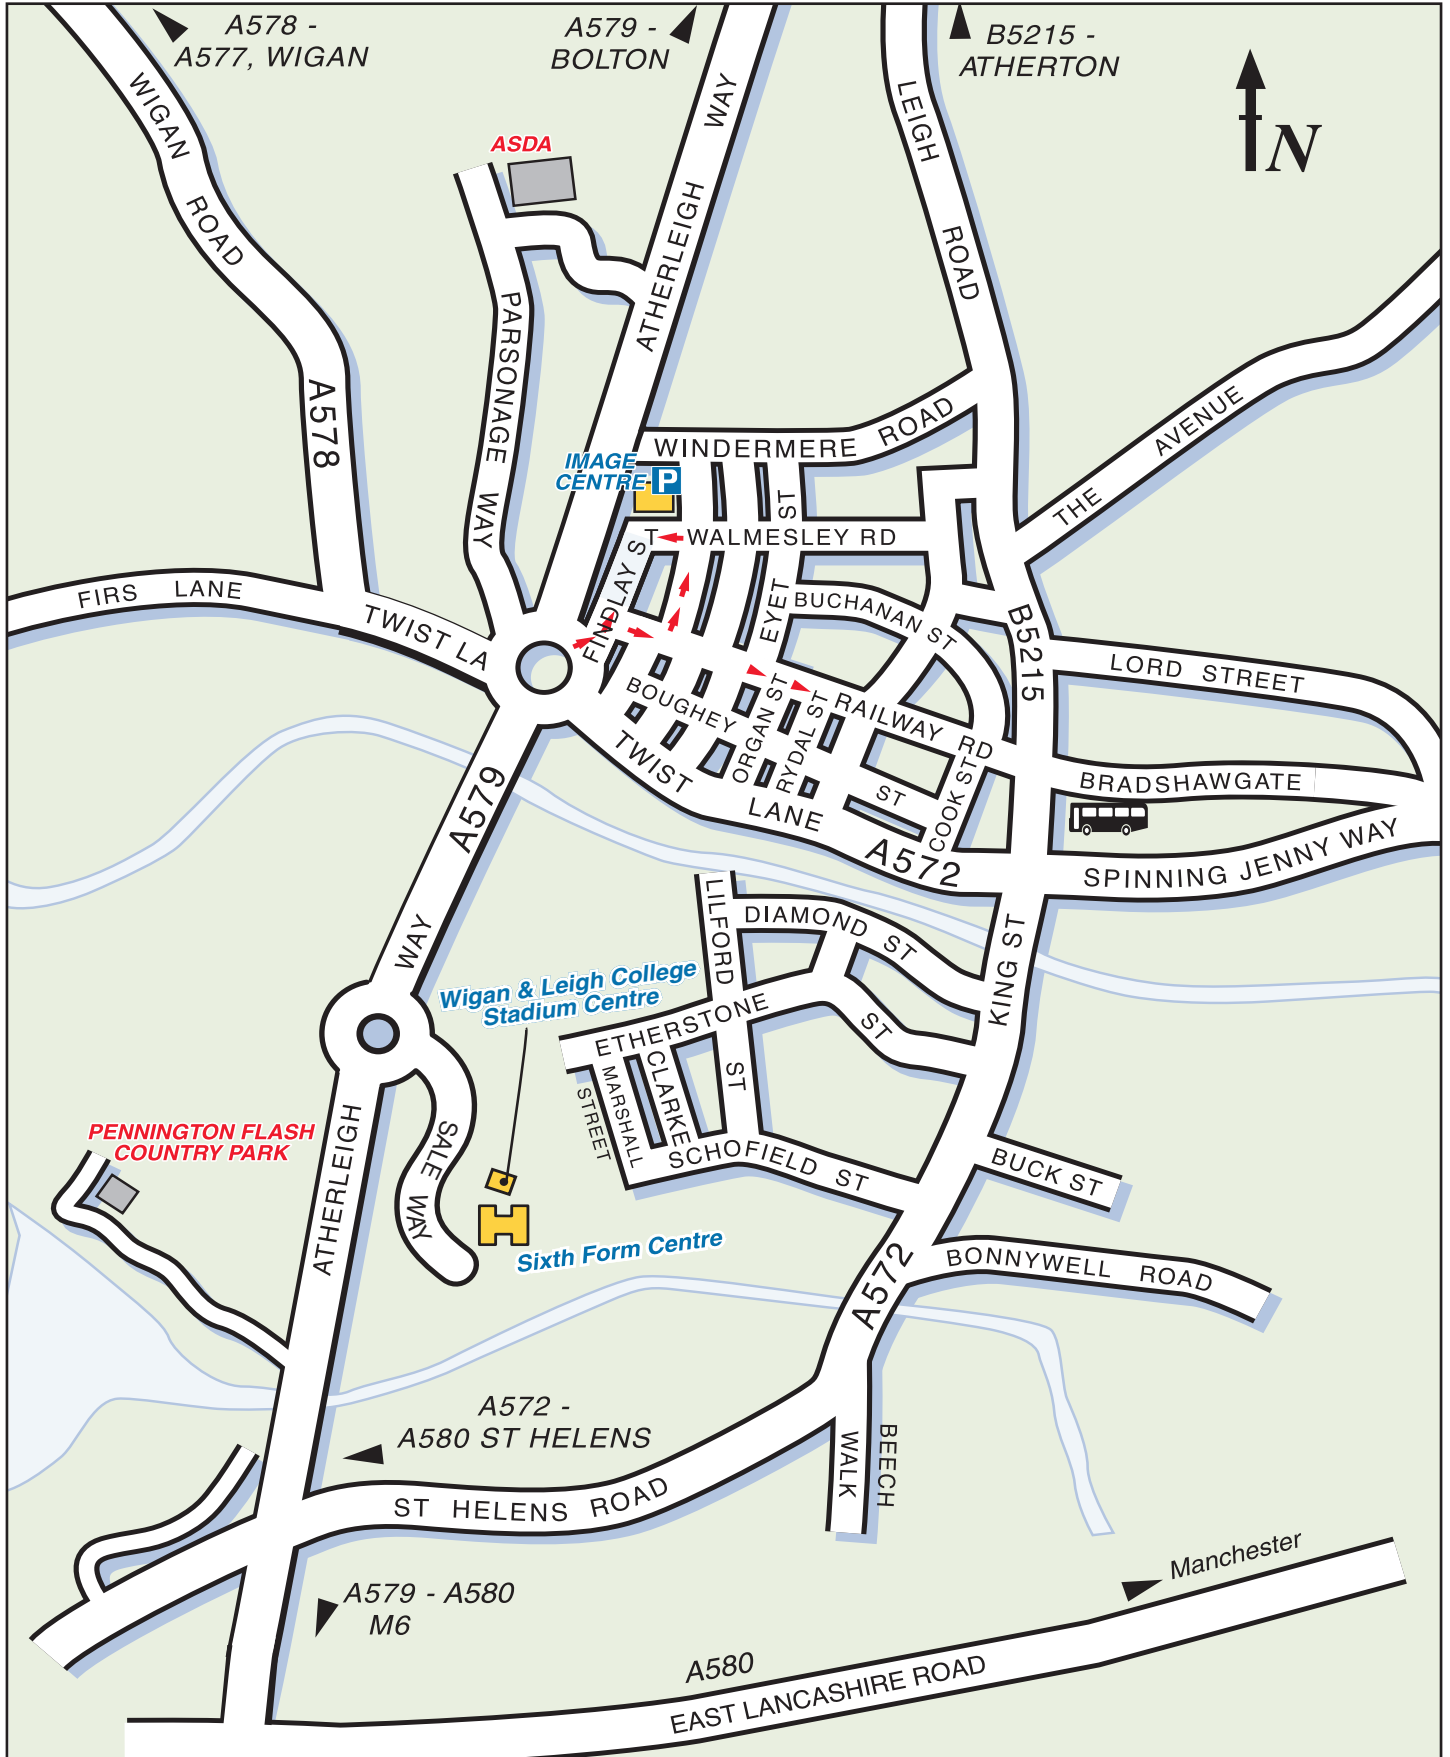 A578 -
A577, WIGAN
A579 -
BOLTON
B5215 -
ATHERTON
N
WIGAN ROAD
ASDA
ATHERLEIGH WAY
LEIGH ROAD
A578
PARSONAGE WAY
THE AVENUE
WINDERMERE ROAD
IMAGE
CENTRE
P
WALMESLEY RD
FINDLAY ST
EYET ST
BUCHANAN ST
FIRS LANE
TWIST LA
B5215
LORD STREET
BOUGHEY ST
ORGAN ST
RYDAL ST
RAILWAY RD
COOK ST
BRADSHAWGATE
TWIST LANE
A572
SPINNING JENNY WAY
A579
WAY
LILFORD ST
DIAMOND ST
KING ST
Wigan & Leigh College
Stadium Centre
ETHERSTONE ST
MARSHALL
STREET
CLARKE
SCHOFIELD ST
BUCK ST
PENNINGTON FLASH
COUNTRY PARK
SALE WAY
ATHERLEIGH
Sixth Form Centre
A572
BONNYWELL ROAD
A572 -
A580 ST HELENS
BEECH
WALK
ST HELENS ROAD
A579 - A580
M6
Manchester
A580
EAST LANCASHIRE ROAD